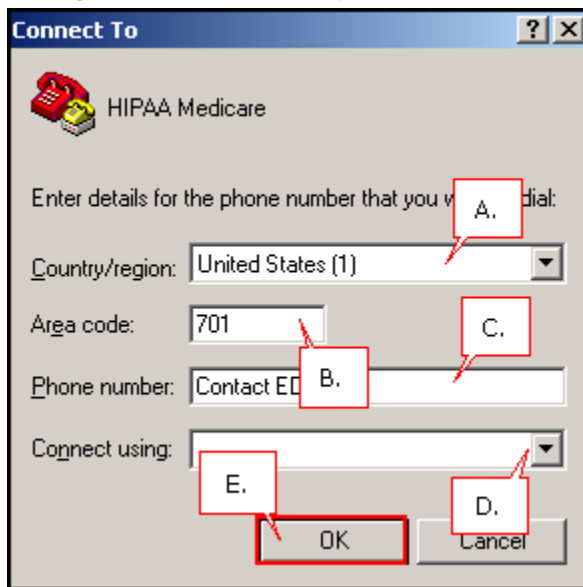 Connect To
HIPAA Medicare
Enter details for the phone number that you w dial:
A.
Country/region: United States (1)
Area code: 701
B.
C.
Phone number: Contact ED
Connect using:
D.
E.
OK Cancel